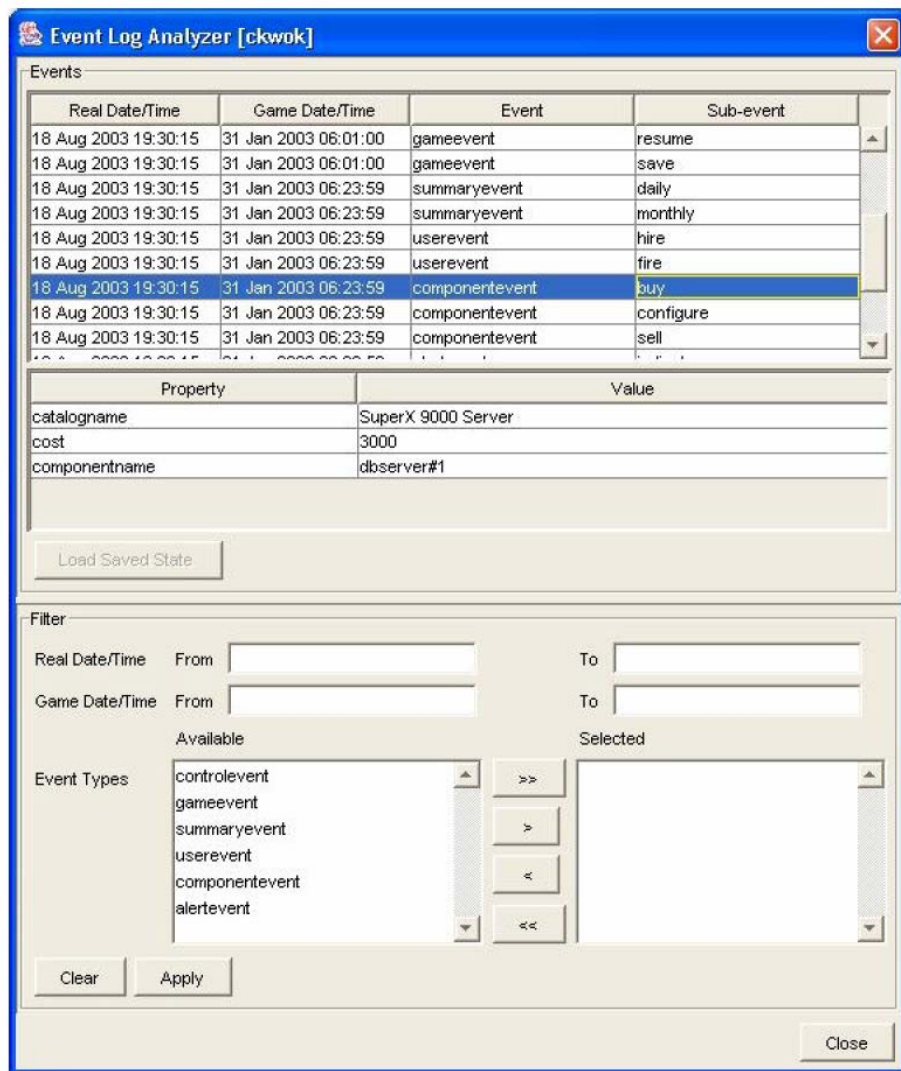 Event Log Analyzer [ckwok]
Events
Real Date/Time Game Date/Time Event Sub-event
18 Aug 2003 19:30:15 31 Jan 2003 06:01:00 gameevent resume
18 Aug 2003 19:30:15 31 Jan 2003 06:01:00 gameevent save
18 Aug 2003 19:30:15 31 Jan 2003 06:23:59 summaryevent daily
18 Aug 2003 19:30:15 31 Jan 2003 06:23:59 summaryevent monthly
18 Aug 2003 19:30:15 31 Jan 2003 06:23:59 userevent hire
18 Aug 2003 19:30:15 31 Jan 2003 06:23:59 userevent fire
18 Aug 2003 19:30:15 31 Jan 2003 06:23:59 componentevent buy
18 Aug 2003 19:30:15 31 Jan 2003 06:23:59 componentevent configure
18 Aug 2003 19:30:15 31 Jan 2003 06:23:59 componentevent sell
Property Value
catalogname SuperX 9000 Server
cost 3000
componentname dbserver#1
Load Saved State
Filter
Real Date/Time From To
Game Date/Time From To
Available Selected
Event Types controlevent >>
gameevent
summaryevent >
userevent
componentevent <
alertevent
<<
Clear Apply
Close